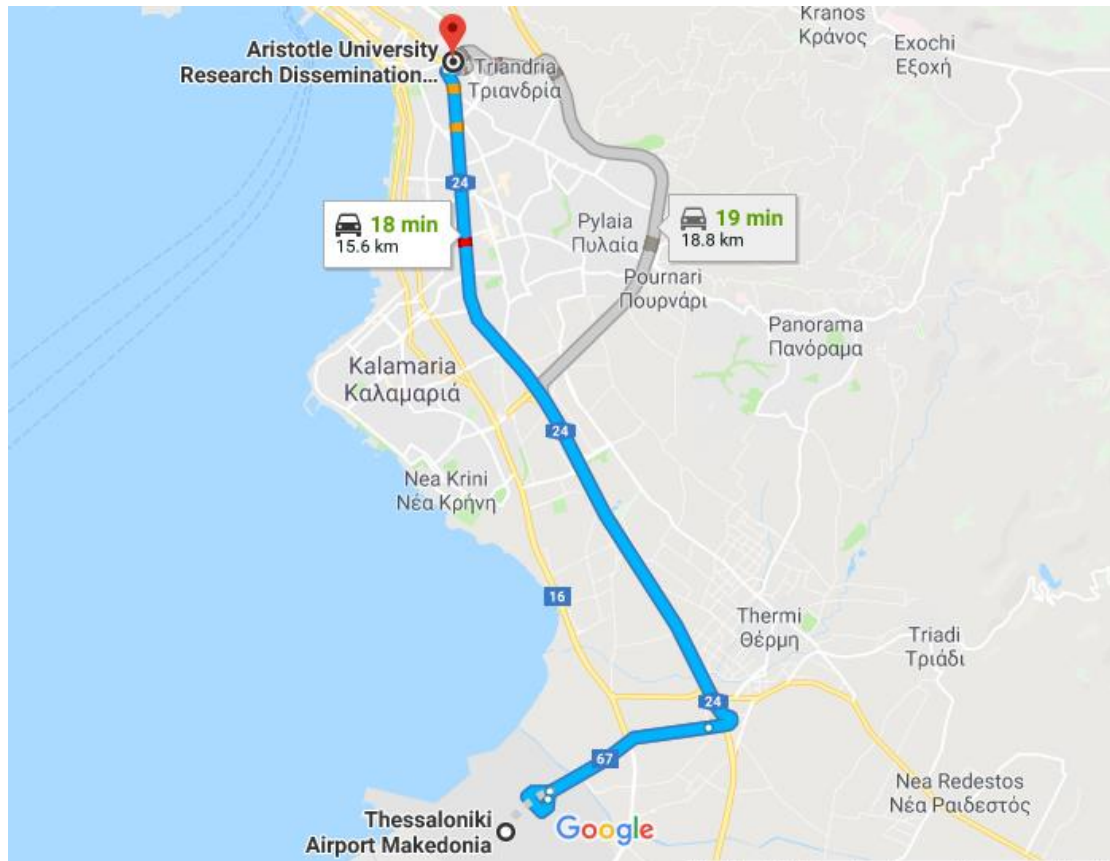 Kranos
Κράνος
Exochi
Εξοχή
Aristotle University
Research Dissemination...
Triandria
Τριανδρία
24
18 min
15.6 km
Pylaia
Πυλαία
19 min
18.8 km
Pournari
Πουρνάρι
Panorama
Πανόραμα
Kalamaria
Καλαμαριά
24
Nea Krini
Νέα Κρήνη
16
Thermi
Θέρμη
Triadi
Τριάδι
24
67
Nea Redestos
Νέα Ραιδεστός
Thessaloniki
Airport Makedonia
Google